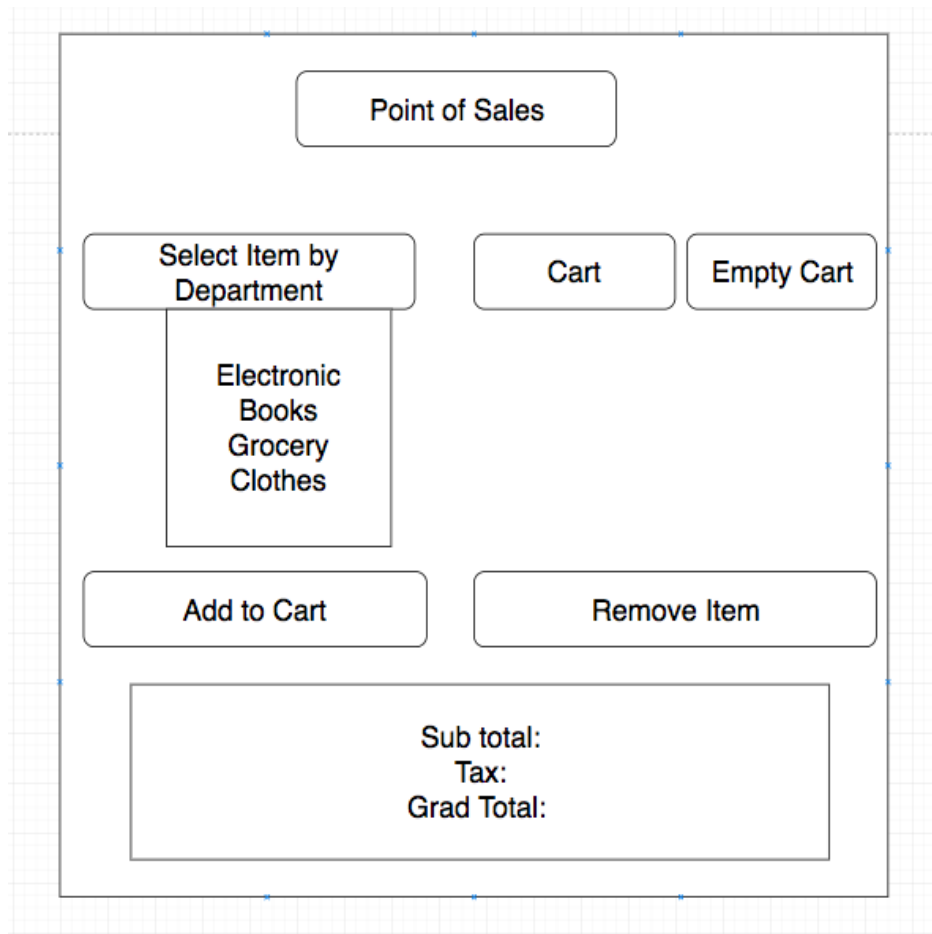 Point of Sales
Select Item by
Department
Cart
Empty Cart
Electronic
Books
Grocery
Clothes
Add to Cart
Remove Item
Sub total:
Tax:
Grad Total: